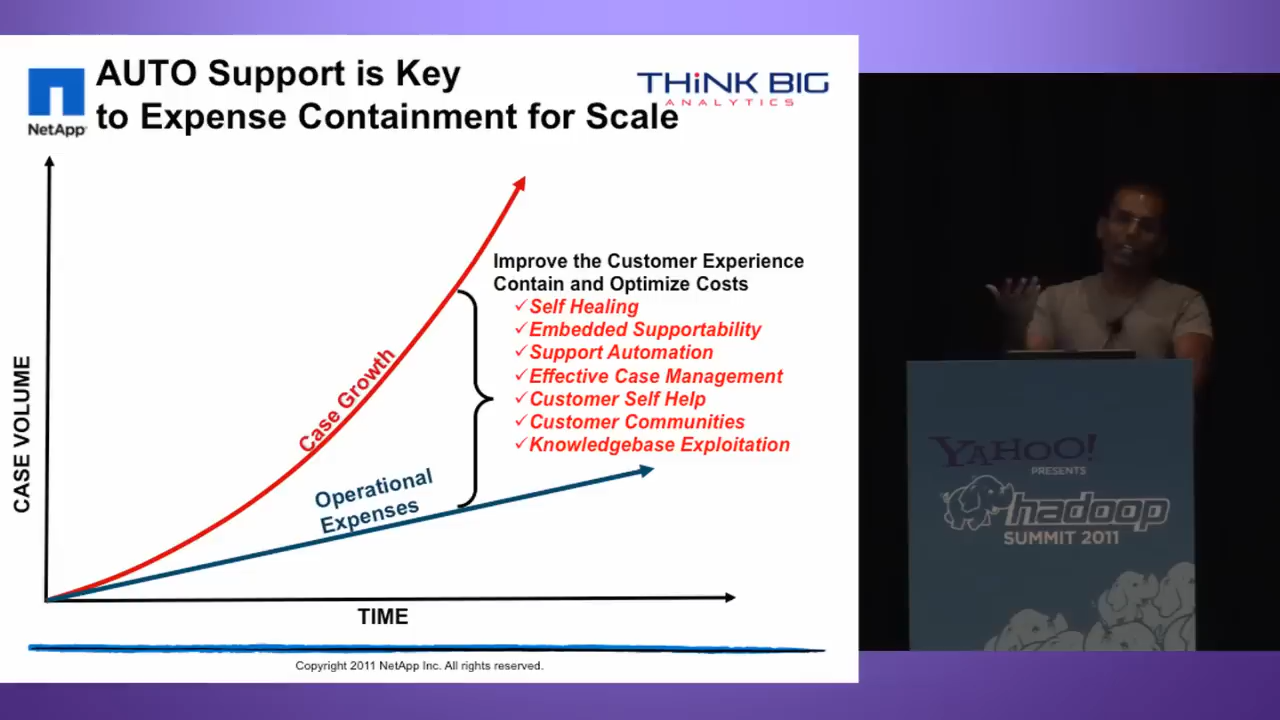 AUTO Support is Key
to Expense Containment for Scale
NetApp
THiNK BIG
ANALYTICS
CASE VOLUME
Case Growth
Operational
Expenses
Improve the Customer Experience
Contain and Optimize Costs
✓Self Healing
✓Embedded Supportability
✓Support Automation
✓Effective Case Management
✓Customer Self Help
✓Customer Communities
✓Knowledgebase Exploitation
TIME
Copyright 2011 NetApp Inc. All rights reserved.
YAHOO!
PRESENTS
hadoop
SUMMIT 2011